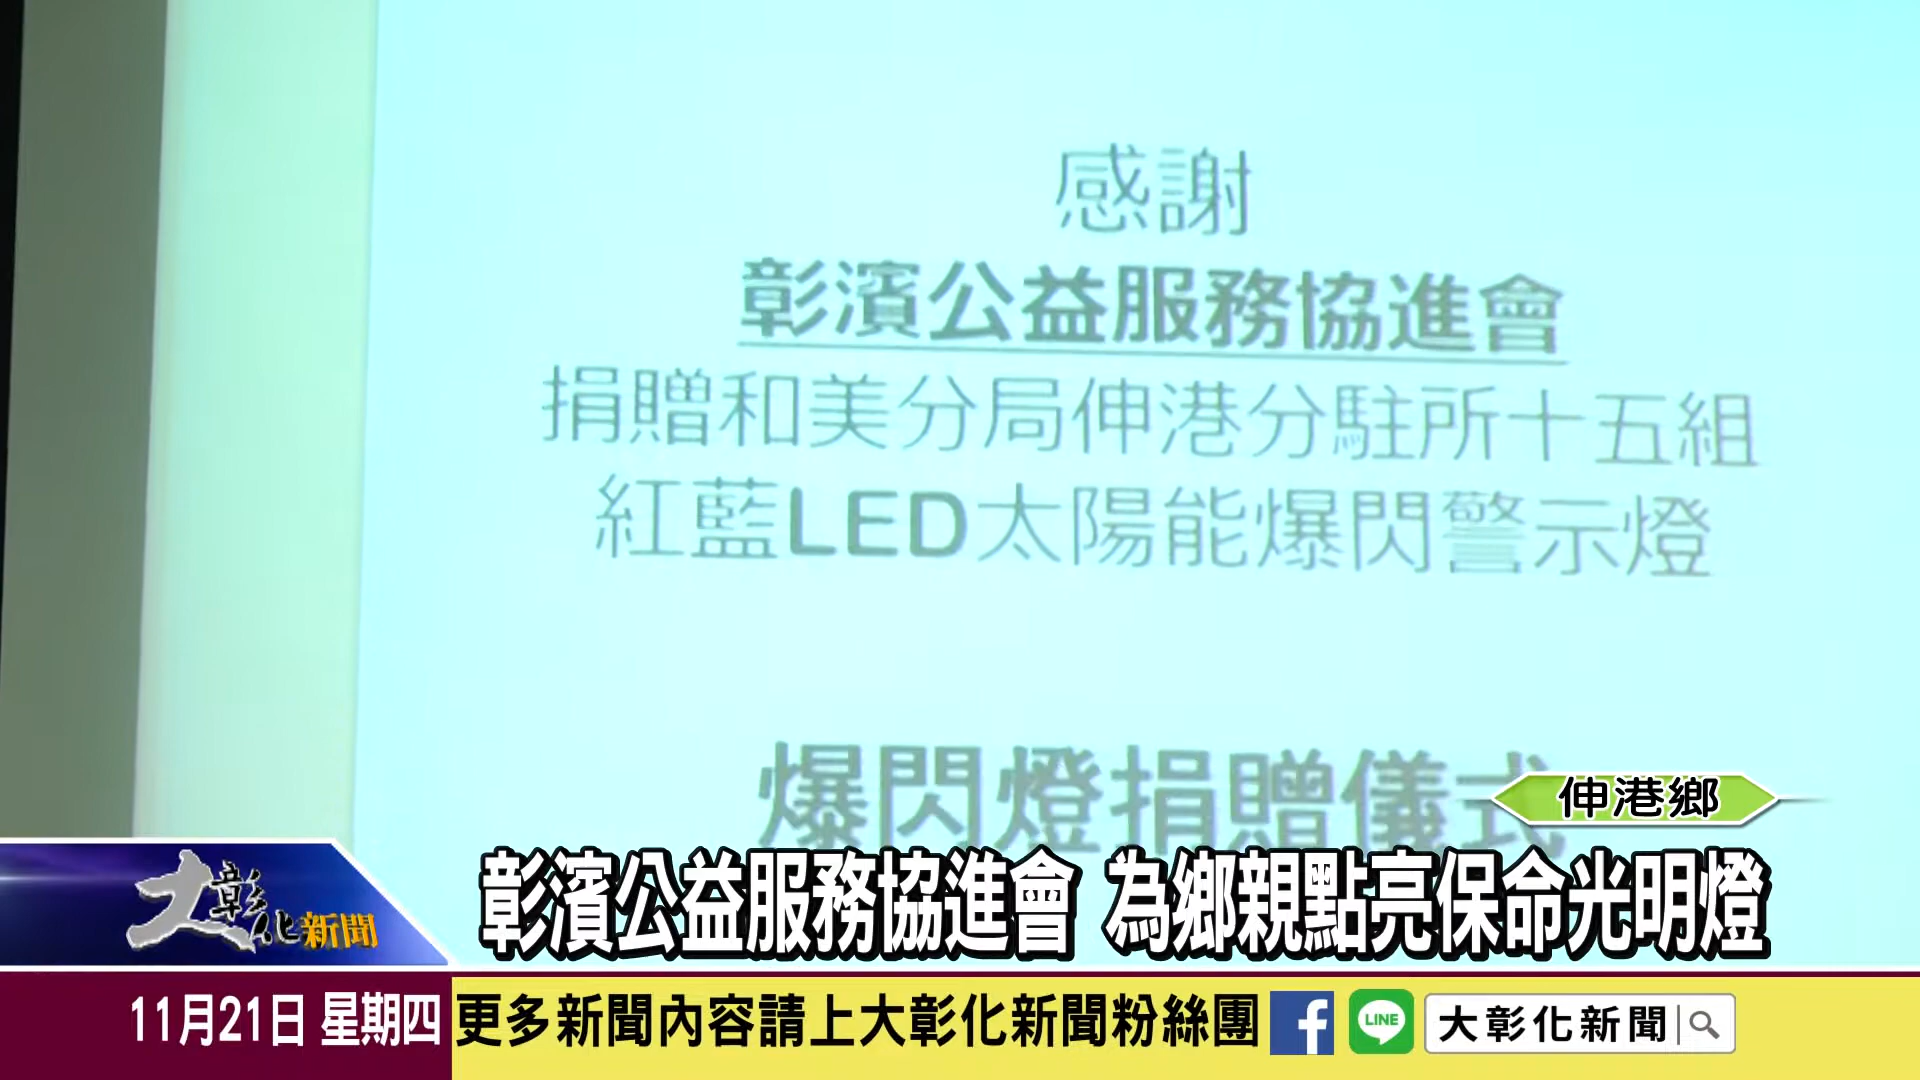 感謝
彰濱公益服務協進會
捐贈和美分局伸港分駐所十五組
紅藍LED太陽能爆閃警示燈
爆閃燈捐贈儀式
伸港鄉
彰濱公益服務協進會 為鄉親點亮保命光明燈
大彰化新聞
11月21日 星期四
更多新聞內容請上大彰化新聞粉絲團
f
LINE
大彰化新聞